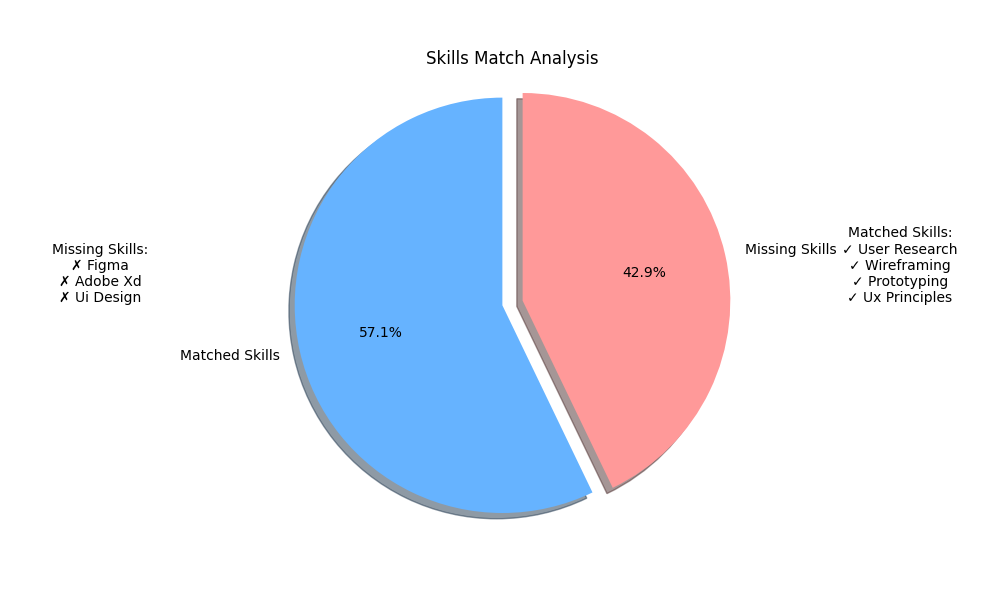 Skills Match Analysis
Missing Skills:
✗ Figma
✗ Adobe Xd
✗ Ui Design
Matched Skills
57.1%
42.9%
Missing Skills
Matched Skills:
✓ User Research
✓ Wireframing
✓ Prototyping
✓ Ux Principles